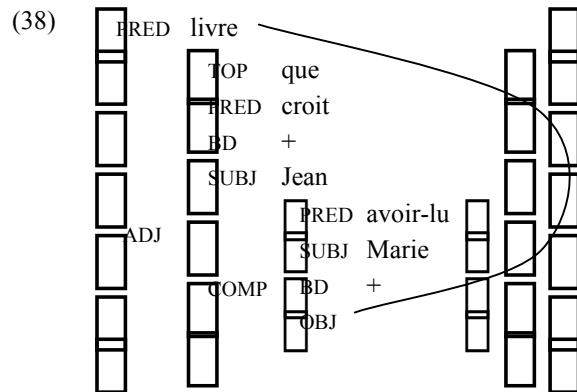 (38) PRED livre
TOP que
PRED croit
BD +
SUBJ Jean
PRED avoir-lu
ADJ SUBJ Marie
COMP BD +
OBJ